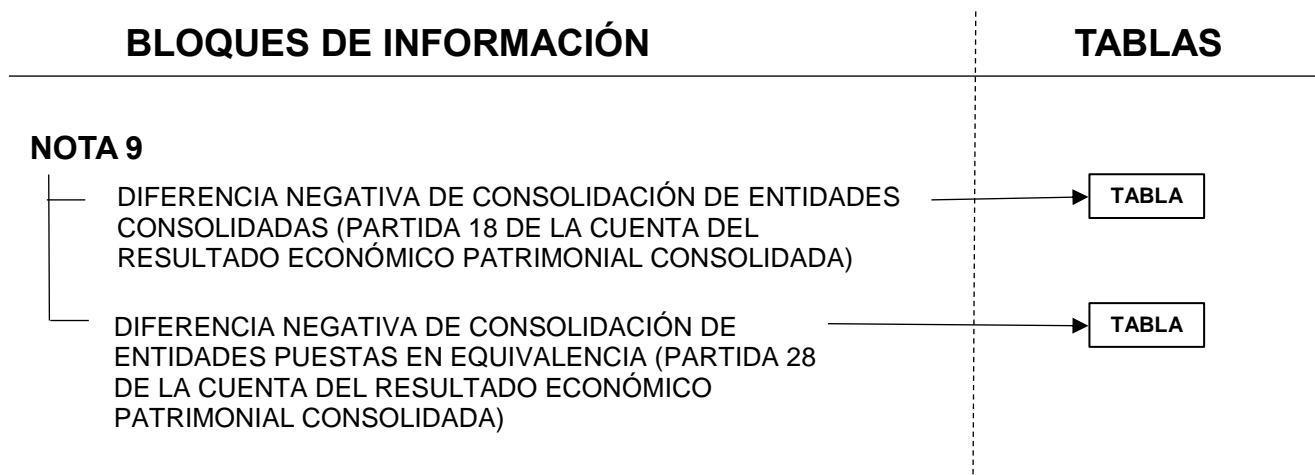 BLOQUES DE INFORMACIÓN
TABLAS
NOTA 9
DIFERENCIA NEGATIVA DE CONSOLIDACIÓN DE ENTIDADES
CONSOLIDADAS (PARTIDA 18 DE LA CUENTA DEL
RESULTADO ECONÓMICO PATRIMONIAL CONSOLIDADA)
TABLA
DIFERENCIA NEGATIVA DE CONSOLIDACIÓN DE
ENTIDADES PUESTAS EN EQUIVALENCIA (PARTIDA 28
DE LA CUENTA DEL RESULTADO ECONÓMICO
PATRIMONIAL CONSOLIDADA)
TABLA